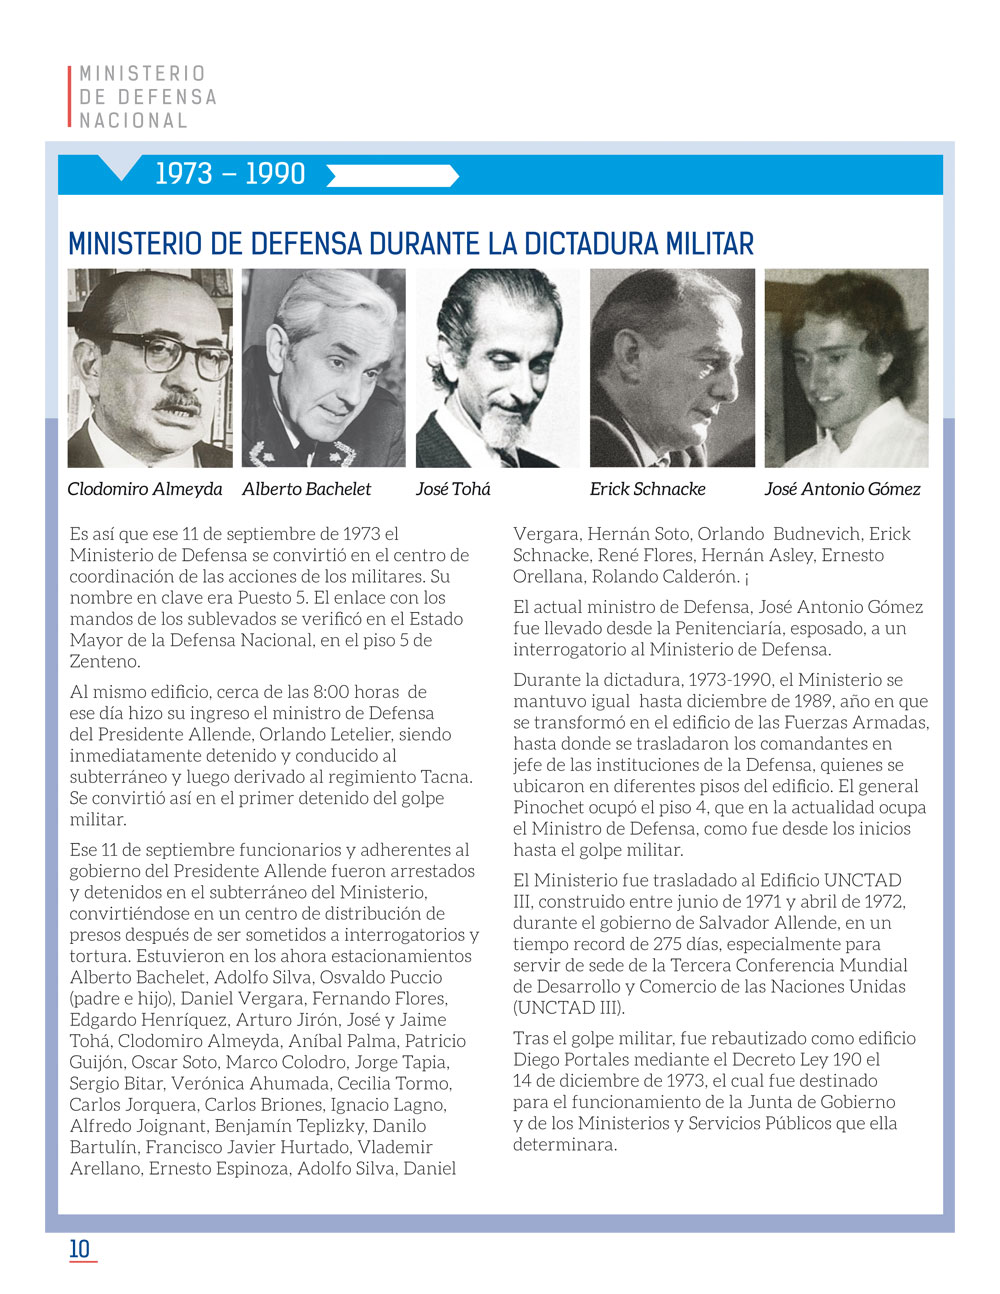 MINISTERIO
DE DEFENSA
NACIONAL
1973 – 1990
MINISTERIO DE DEFENSA DURANTE LA DICTADURA MILITAR
Clodomiro Almeyda
Alberto Bachelet
José Tohá
Erick Schnacke
José Antonio Gómez
Es así que ese 11 de septiembre de 1973 el
Ministerio de Defensa se convirtió en el centro de
coordinación de las acciones de los militares. Su
nombre en clave era Puesto 5. El enlace con los
mandos de los sublevados se verificó en el Estado
Mayor de la Defensa Nacional, en el piso 5 de
Zenteno.
Al mismo edificio, cerca de las 8:00 horas  de
ese día hizo su ingreso el ministro de Defensa
del Presidente Allende, Orlando Letelier, siendo
inmediatamente detenido y conducido al
subterráneo y luego derivado al regimiento Tacna.
Se convirtió así en el primer detenido del golpe
militar.
Ese 11 de septiembre funcionarios y adherentes al
gobierno del Presidente Allende fueron arrestados
y detenidos en el subterráneo del Ministerio,
convirtiéndose en un centro de distribución de
presos después de ser sometidos a interrogatorios y
tortura. Estuvieron en los ahora estacionamientos
Alberto Bachelet, Adolfo Silva, Osvaldo Puccio
(padre e hijo), Daniel Vergara, Fernando Flores,
Edgardo Henríquez, Arturo Jirón, José y Jaime
Tohá, Clodomiro Almeyda, Aníbal Palma, Patricio
Guijón, Oscar Soto, Marco Colodro, Jorge Tapia,
Sergio Bitar, Verónica Ahumada, Cecilia Tormo,
Carlos Jorquera, Carlos Briones, Ignacio Lagno,
Alfredo Joignant, Benjamín Teplizky, Danilo
Bartulín, Francisco Javier Hurtado, Vlademir
Arellano, Ernesto Espinoza, Adolfo Silva, Daniel
Vergara, Hernán Soto, Orlando  Budnevich, Erick
Schnacke, René Flores, Hernán Asley, Ernesto
Orellana, Rolando Calderón. ¡
El actual ministro de Defensa, José Antonio Gómez
fue llevado desde la Penitenciaría, esposado, a un
interrogatorio al Ministerio de Defensa.
Durante la dictadura, 1973-1990, el Ministerio se
mantuvo igual  hasta diciembre de 1989, año en que
se transformó en el edificio de las Fuerzas Armadas,
hasta donde se trasladaron los comandantes en
jefe de las instituciones de la Defensa, quienes se
ubicaron en diferentes pisos del edificio. El general
Pinochet ocupó el piso 4, que en la actualidad ocupa
el Ministro de Defensa, como fue desde los inicios
hasta el golpe militar.
El Ministerio fue trasladado al Edificio UNCTAD
III, construido entre junio de 1971 y abril de 1972,
durante el gobierno de Salvador Allende, en un
tiempo record de 275 días, especialmente para
servir de sede de la Tercera Conferencia Mundial
de Desarrollo y Comercio de las Naciones Unidas
(UNCTAD III).
Tras el golpe militar, fue rebautizado como edificio
Diego Portales mediante el Decreto Ley 190 el
14 de diciembre de 1973, el cual fue destinado
para el funcionamiento de la Junta de Gobierno
y de los Ministerios y Servicios Públicos que ella
determinara.
10